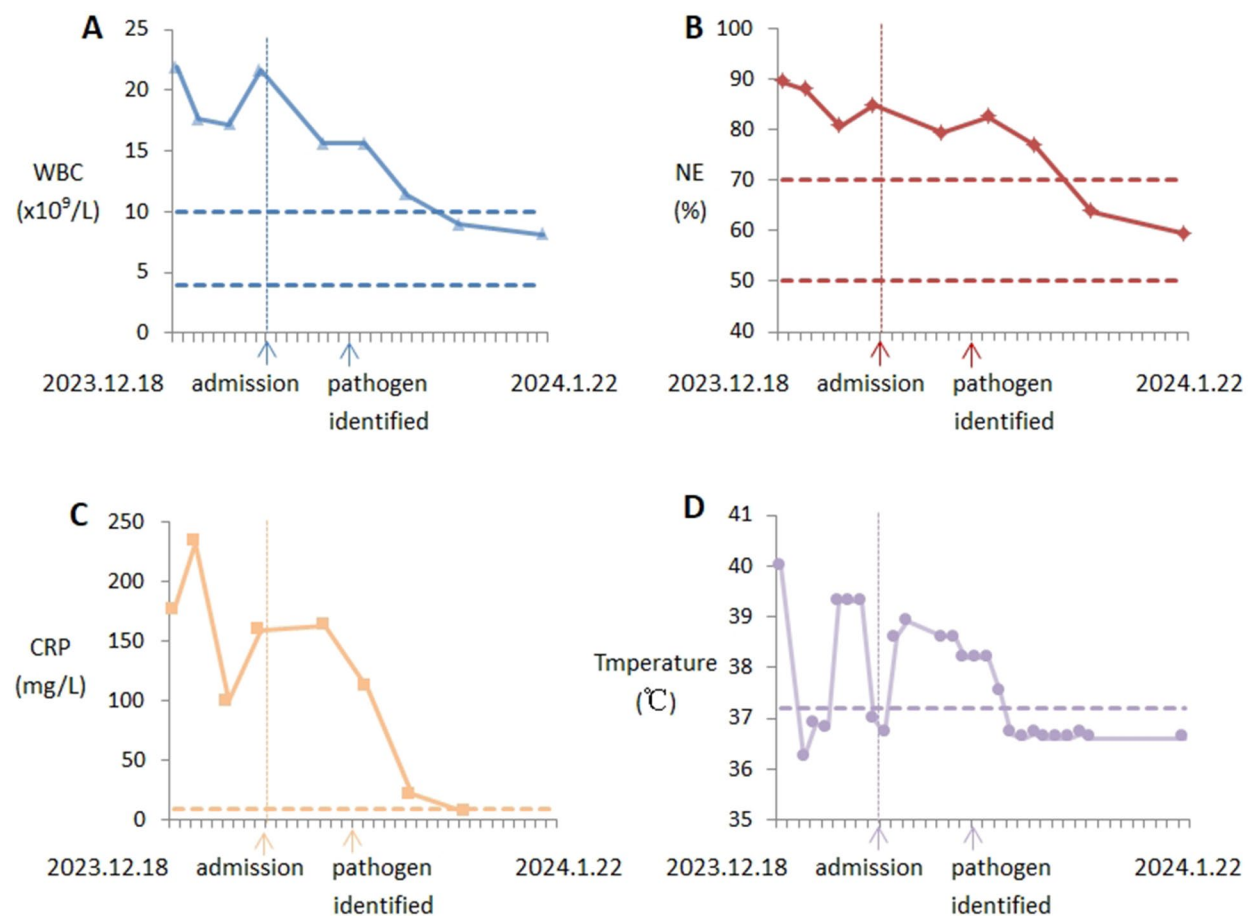 A
25
20
15
10
5
0
WBC
(x10⁹/L)
2023.12.18 admission pathogen identified 2024.1.22
B
100
90
80
70
60
50
40
NE
(%)
2023.12.18 admission pathogen identified 2024.1.22
C
250
200
150
100
50
0
CRP
(mg/L)
2023.12.18 admission pathogen identified 2024.1.22
D
41
40
39
38
37
36
35
Tmperature
(℃)
2023.12.18 admission pathogen identified 2024.1.22